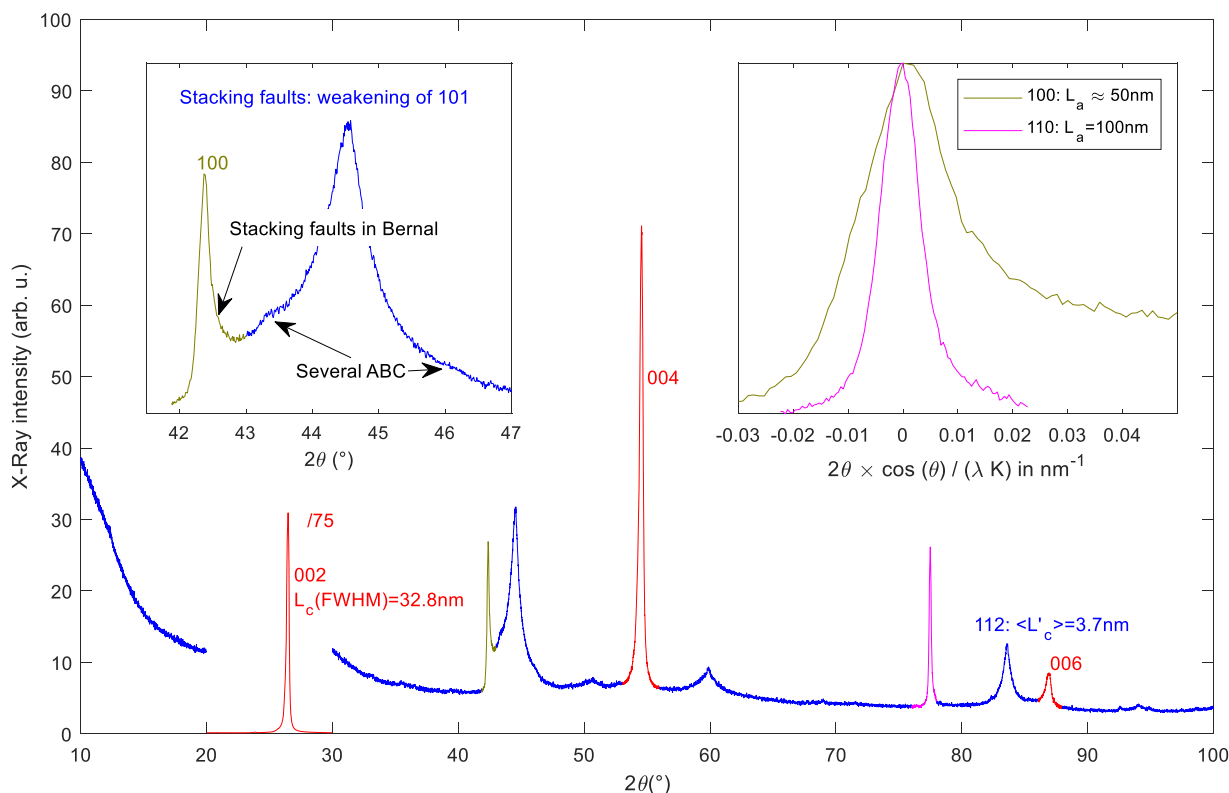 X-Ray intensity (arb. u.)
100
90
80
70
60
50
40
30
20
10
0
10 20 30 40 50 60 70 80 90 100
2θ(°)
Stacking faults: weakening of 101
100
Stacking faults in Bernal
Several ABC
42 43 44 45 46 47
2θ (°)
100: L_a ≈ 50nm
110: L_a=100nm
-0.03 -0.02 -0.01 0 0.01 0.02 0.03 0.04
2θ × cos (θ) / (λ K) in nm⁻¹
/75
002
L_c(FWHM)=32.8nm
004
112: <L'_c>=3.7nm
006